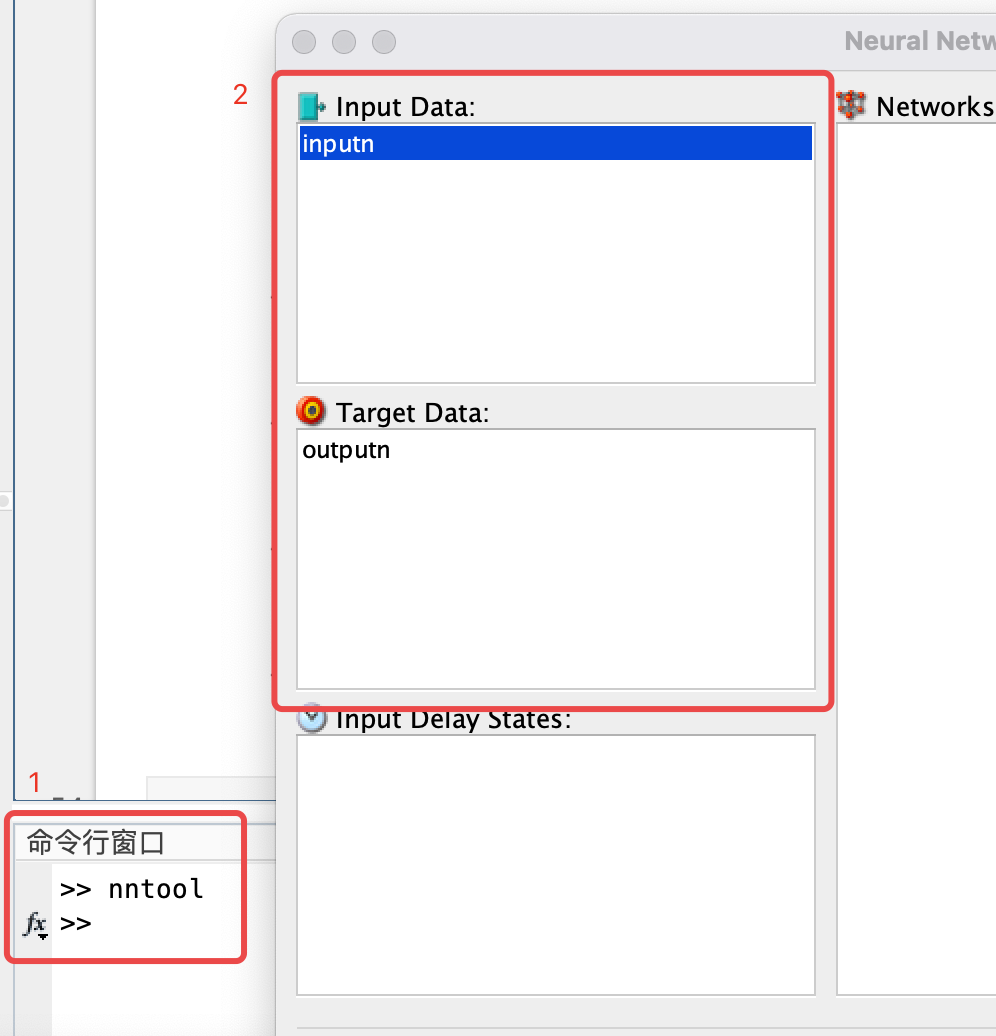 Neural Netw
2
Input Data:
Networks
inputn
Target Data:
outputn
Input Delay States:
1
命令行窗口
>> nntool
fx >>